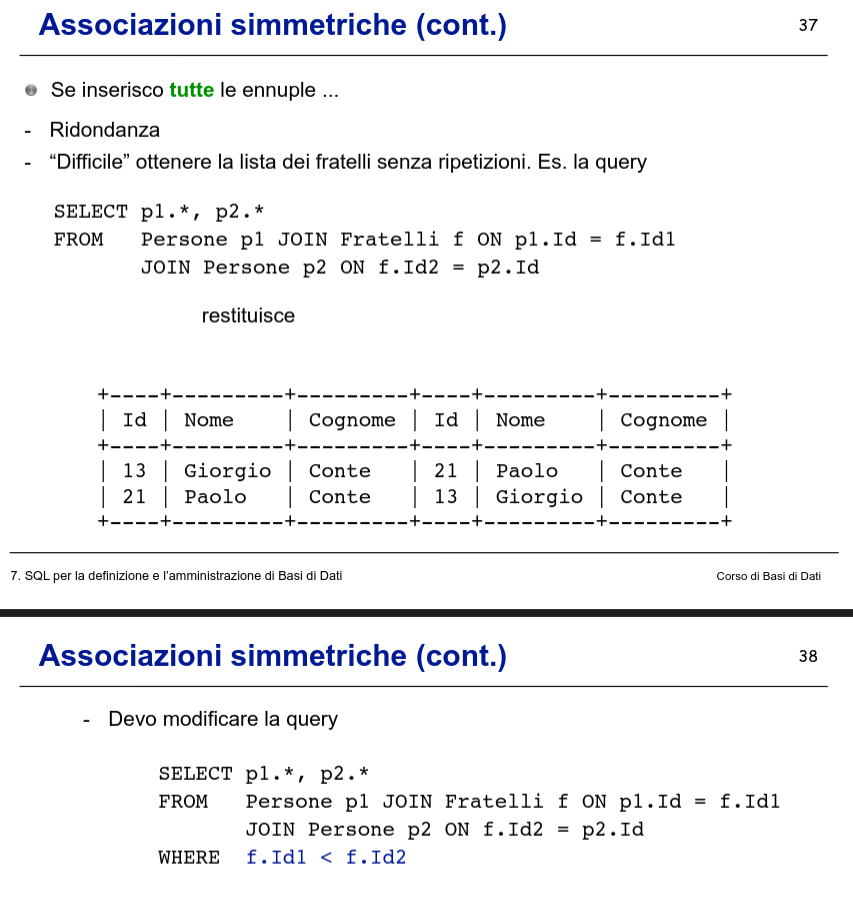 Associazioni simmetriche (cont.) 37
Se inserisco tutte le ennuple ...
- Ridondanza
- “Difficile” ottenere la lista dei fratelli senza ripetizioni. Es. la query
SELECT p1.*, p2.*
FROM   Persone p1 JOIN Fratelli f ON p1.Id = f.Id1
       JOIN Persone p2 ON f.Id2 = p2.Id
restituisce
+----+---------+---------+----+---------+---------+
| Id | Nome    | Cognome | Id | Nome    | Cognome |
+----+---------+---------+----+---------+---------+
| 13 | Giorgio | Conte   | 21 | Paolo   | Conte   |
| 21 | Paolo   | Conte   | 13 | Giorgio | Conte   |
+----+---------+---------+----+---------+---------+
7. SQL per la definizione e l’amministrazione di Basi di Dati Corso di Basi di Dati
Associazioni simmetriche (cont.) 38
- Devo modificare la query
SELECT p1.*, p2.*
FROM   Persone p1 JOIN Fratelli f ON p1.Id = f.Id1
       JOIN Persone p2 ON f.Id2 = p2.Id
WHERE  f.Id1 < f.Id2